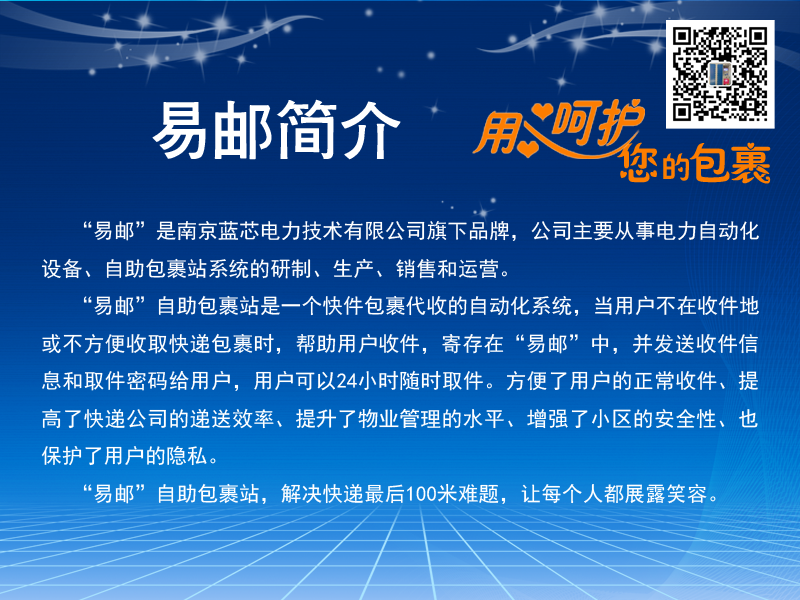 易邮简介
用心呵护
您的包裹
“易邮”是南京蓝芯电力技术有限公司旗下品牌，公司主要从事电力自动化
设备、自助包裹站系统的研制、生产、销售和运营。
“易邮”自助包裹站是一个快件包裹代收的自动化系统，当用户不在收件地
或不方便收取快递包裹时，帮助用户收件，寄存在“易邮”中，并发送收件信
息和取件密码给用户，用户可以24小时随时取件。方便了用户的正常收件、提
高了快递公司的递送效率、提升了物业管理的水平、增强了小区的安全性、也
保护了用户的隐私。
“易邮”自助包裹站，解决快递最后100米难题，让每个人都展露笑容。